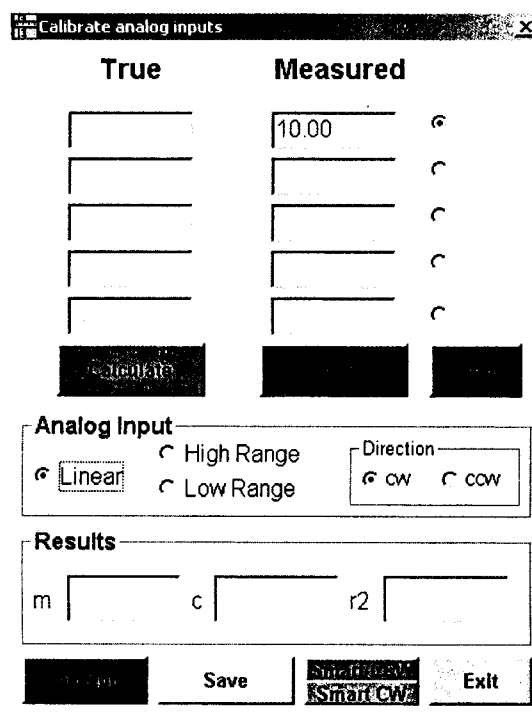 Calibrate analog inputs
True Measured
10.00
Calculate
Analog Input
Linear
High Range
Low Range
Direction
CW CCW
Results
m c r2
Save
Smart CW
Exit